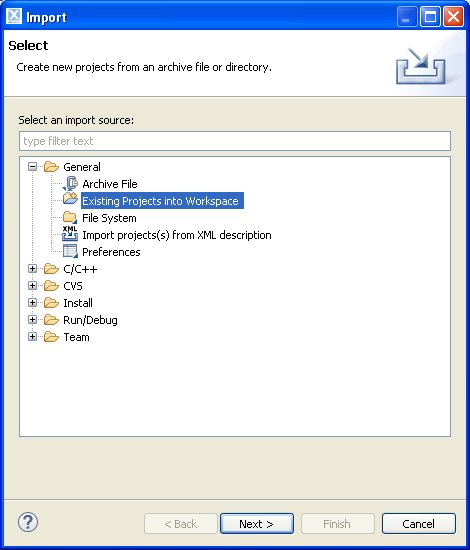 Import
Select
Create new projects from an archive file or directory.
Select an import source:
type filter text
General
Archive File
Existing Projects into Workspace
File System
XML
Import projects(s) from XML description
Preferences
C/C++
CVS
Install
Run/Debug
Team
?
< Back
Next >
Finish
Cancel